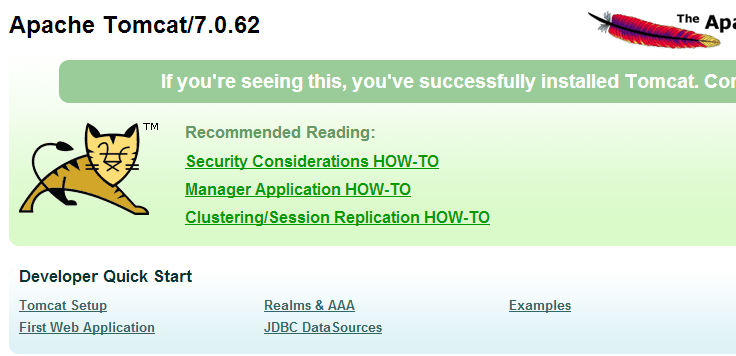 Apache Tomcat/7.0.62
The Apa
If you're seeing this, you've successfully installed Tomcat. Con
TM
Recommended Reading:
Security Considerations HOW-TO
Manager Application HOW-TO
Clustering/Session Replication HOW-TO
Developer Quick Start
Tomcat Setup
Realms & AAA
Examples
First Web Application
JDBC DataSources